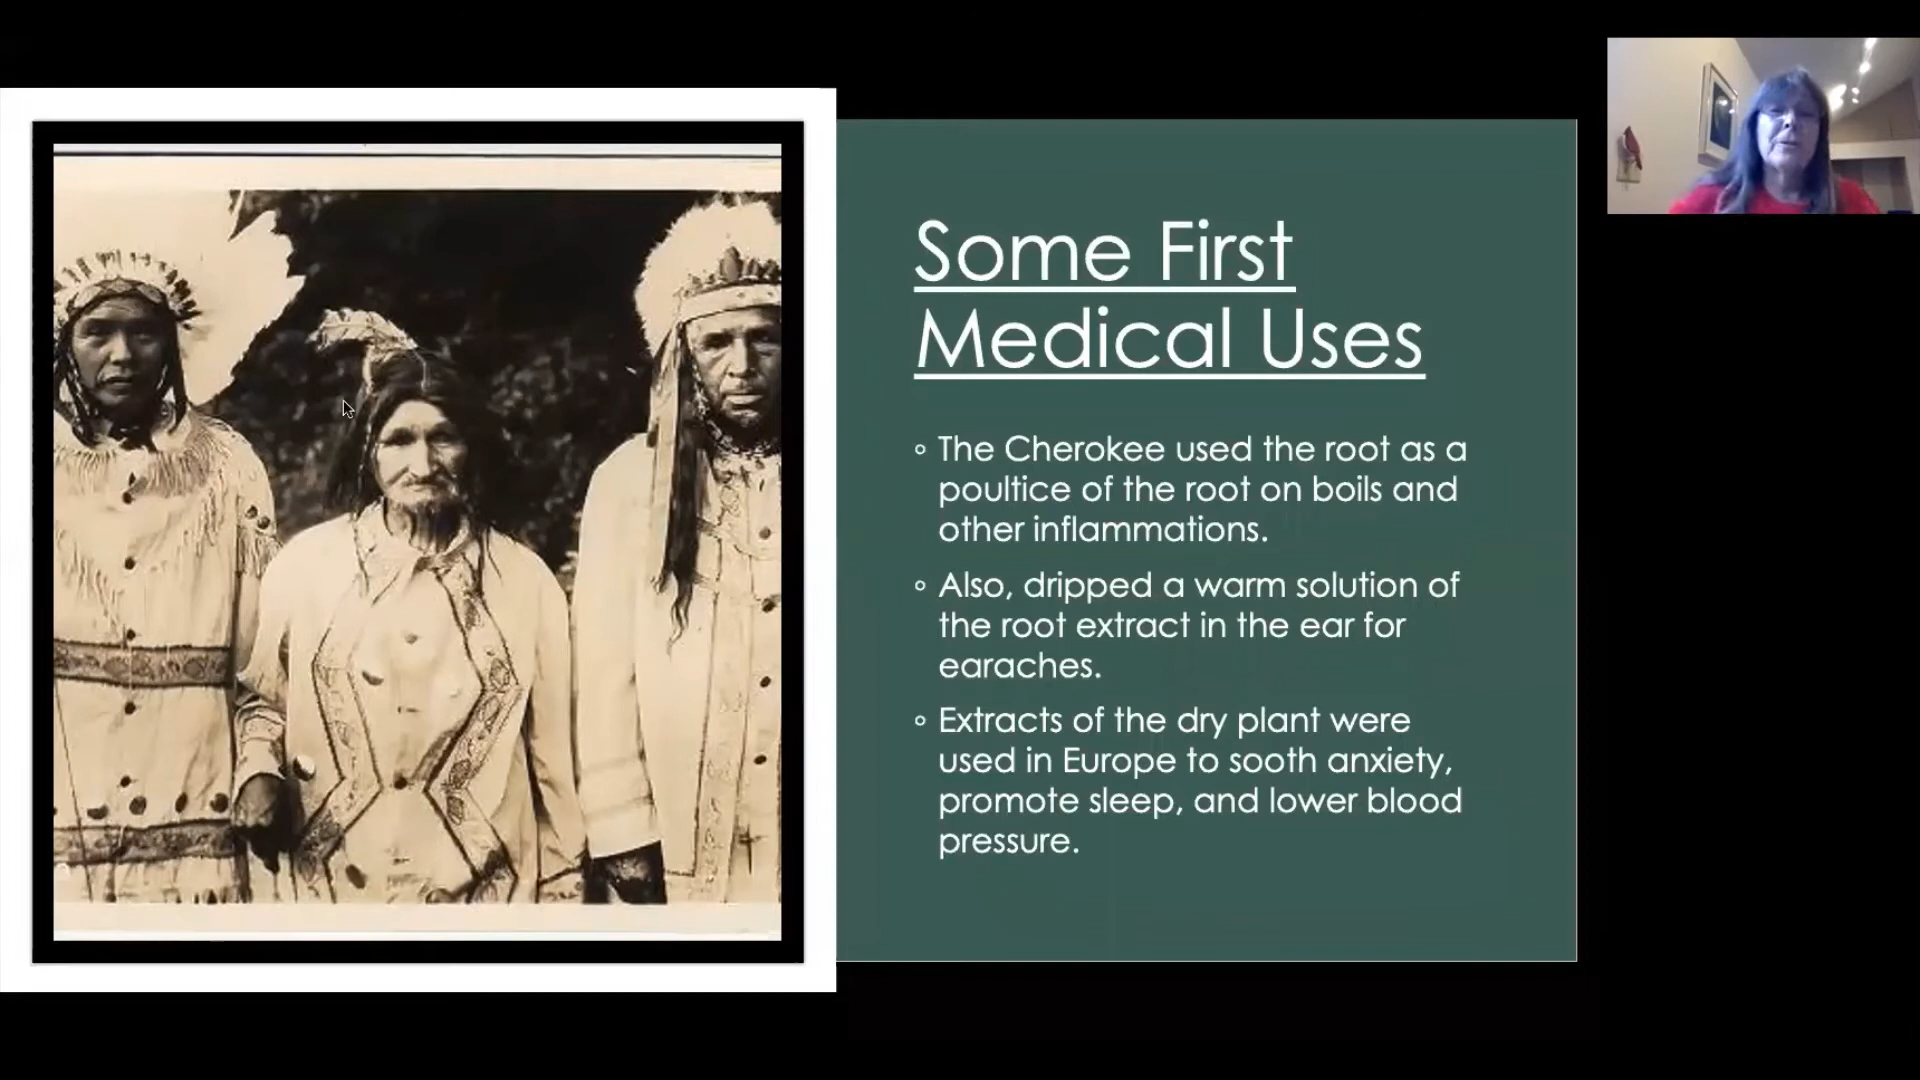 Some First
Medical Uses
◦ The Cherokee used the root as a
poultice of the root on boils and
other inflammations.
◦ Also, dripped a warm solution of
the root extract in the ear for
earaches.
◦ Extracts of the dry plant were
used in Europe to sooth anxiety,
promote sleep, and lower blood
pressure.